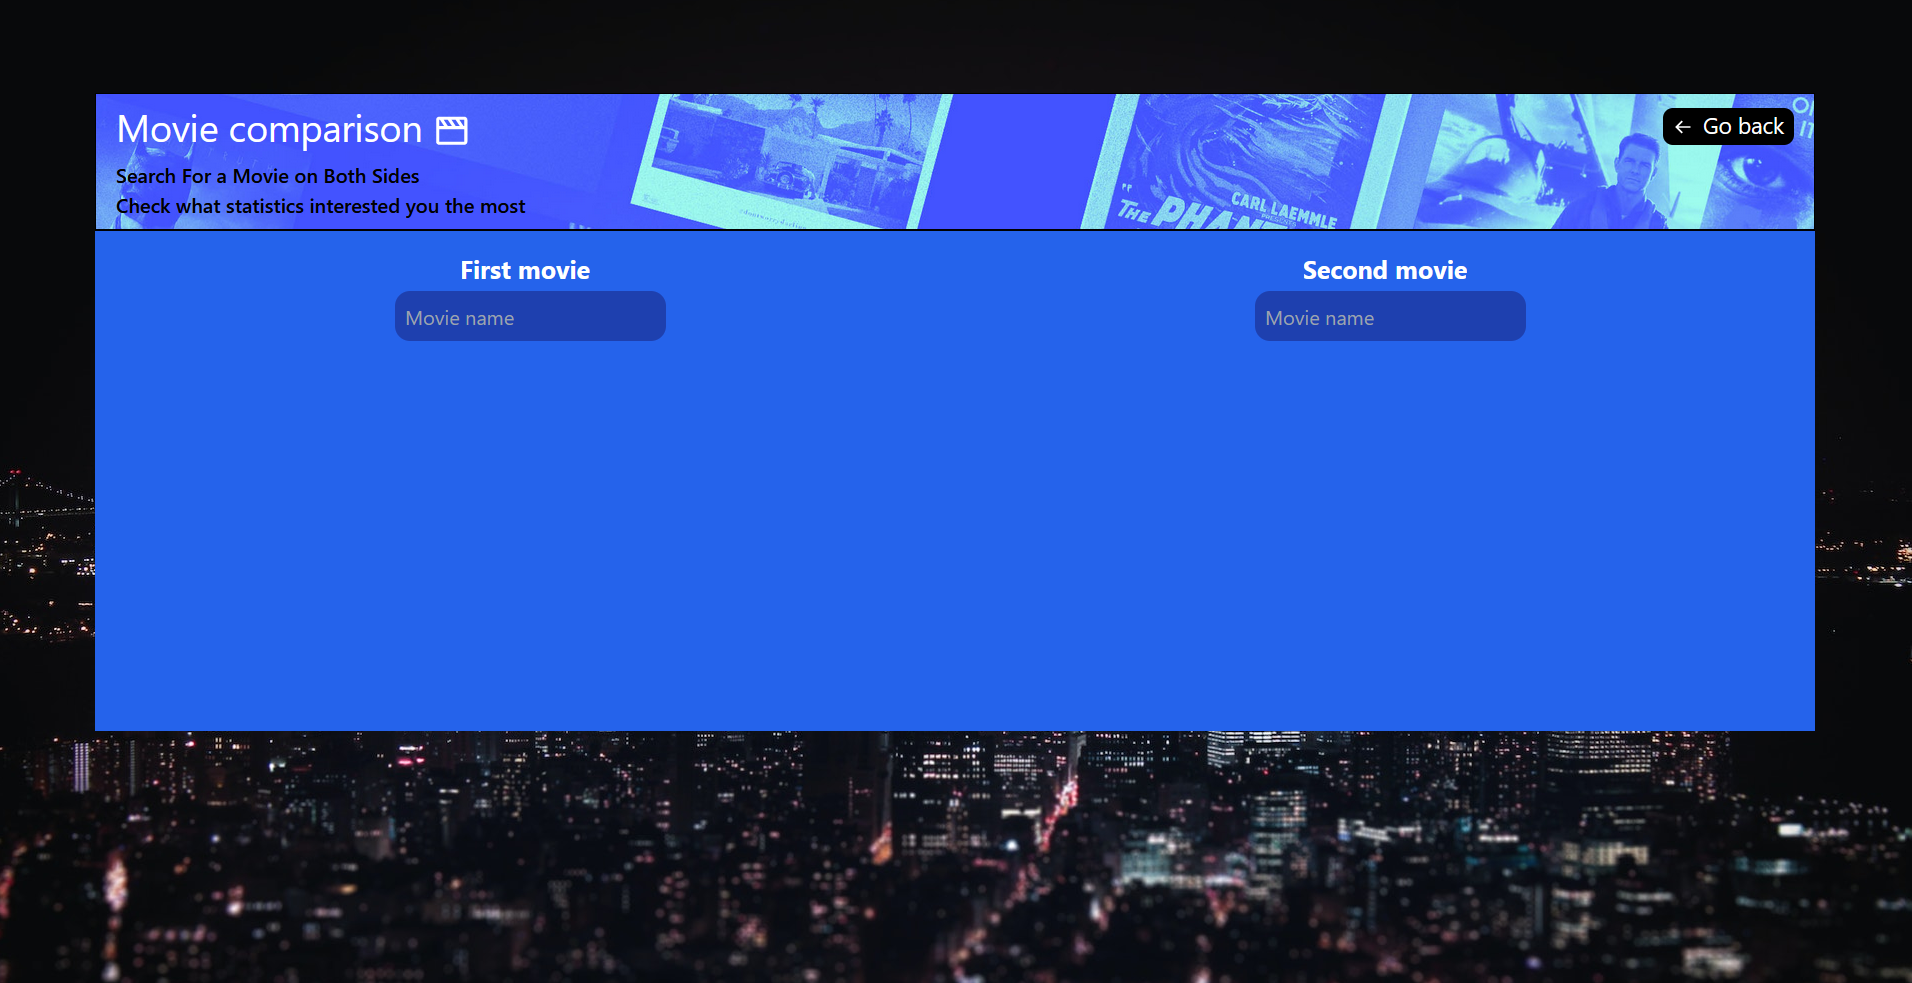 Movie comparison
← Go back
Search For a Movie on Both Sides
Check what statistics interested you the most
CARL LAEMMLE
PRESENTS
THE PHAN
First movie
Second movie
Movie name
Movie name